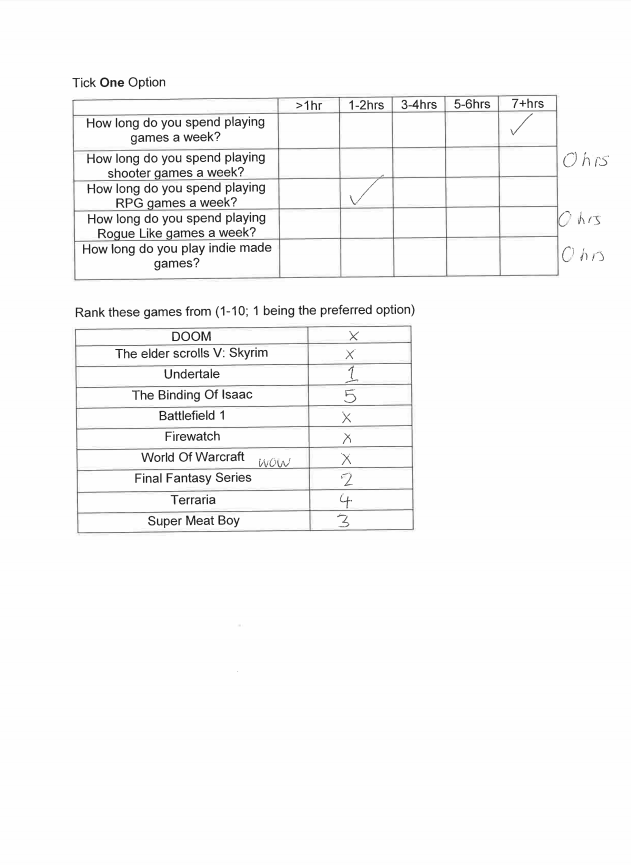 Tick One Option
>1hr 1-2hrs 3-4hrs 5-6hrs 7+hrs
How long do you spend playing
games a week? ✓
How long do you spend playing
shooter games a week? 0 hrs
How long do you spend playing
RPG games a week? ✓
How long do you spend playing
Rogue Like games a week? 0 hrs
How long do you play indie made
games? 0 hrs
Rank these games from (1-10; 1 being the preferred option)
DOOM X
The elder scrolls V: Skyrim X
Undertale 1
The Binding Of Isaac 5
Battlefield 1 X
Firewatch X
World Of Warcraft wow X
Final Fantasy Series 2
Terraria 4
Super Meat Boy 3